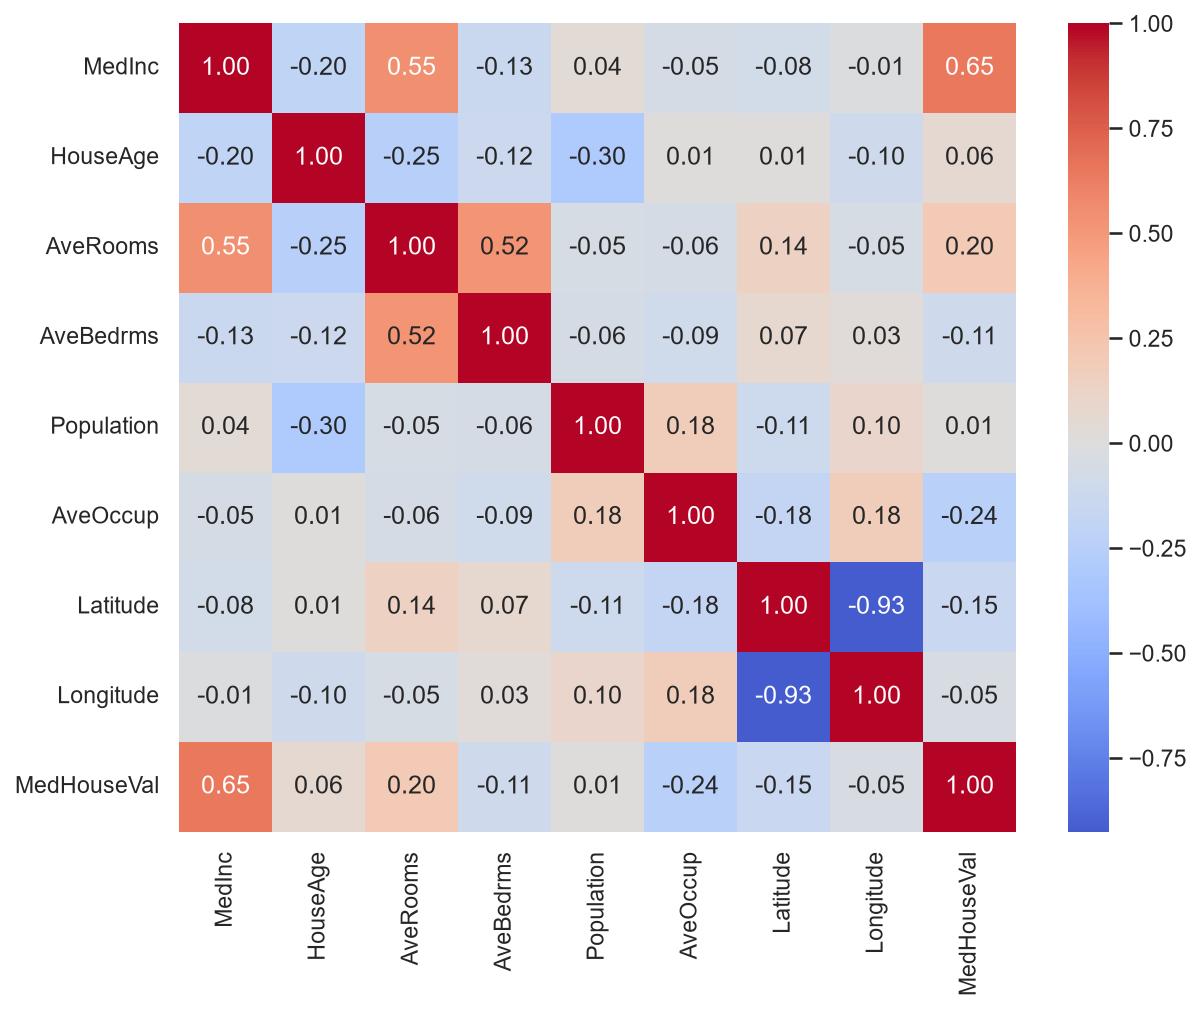 MedInc 1.00 -0.20 0.55 -0.13 0.04 -0.05 -0.08 -0.01 0.65
HouseAge -0.20 1.00 -0.25 -0.12 -0.30 0.01 0.01 -0.10 0.06
AveRooms 0.55 -0.25 1.00 0.52 -0.05 -0.06 0.14 -0.05 0.20
AveBedrms -0.13 -0.12 0.52 1.00 -0.06 -0.09 0.07 0.03 -0.11
Population 0.04 -0.30 -0.05 -0.06 1.00 0.18 -0.11 0.10 0.01
AveOccup -0.05 0.01 -0.06 -0.09 0.18 1.00 -0.18 0.18 -0.24
Latitude -0.08 0.01 0.14 0.07 -0.11 -0.18 1.00 -0.93 -0.15
Longitude -0.01 -0.10 -0.05 0.03 0.10 0.18 -0.93 1.00 -0.05
MedHouseVal 0.65 0.06 0.20 -0.11 0.01 -0.24 -0.15 -0.05 1.00
MedInc
HouseAge
AveRooms
AveBedrms
Population
AveOccup
Latitude
Longitude
MedHouseVal
1.00
0.75
0.50
0.25
0.00
−0.25
−0.50
−0.75